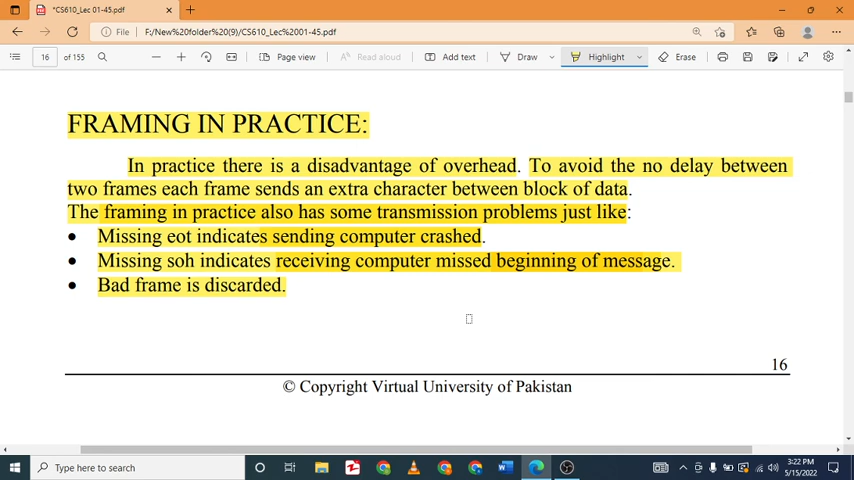 *CS610_Lec 01-45.pdf
File F:/New%20folder%20(9)/CS610_Lec%2001-45.pdf
16 of 155 Page view Read aloud Add text Draw Highlight Erase
FRAMING IN PRACTICE:
In practice there is a disadvantage of overhead. To avoid the no delay between
two frames each frame sends an extra character between block of data.
The framing in practice also has some transmission problems just like:
• Missing eot indicates sending computer crashed.
• Missing soh indicates receiving computer missed beginning of message.
• Bad frame is discarded.
16
© Copyright Virtual University of Pakistan
Type here to search
3:22 PM
5/15/2022